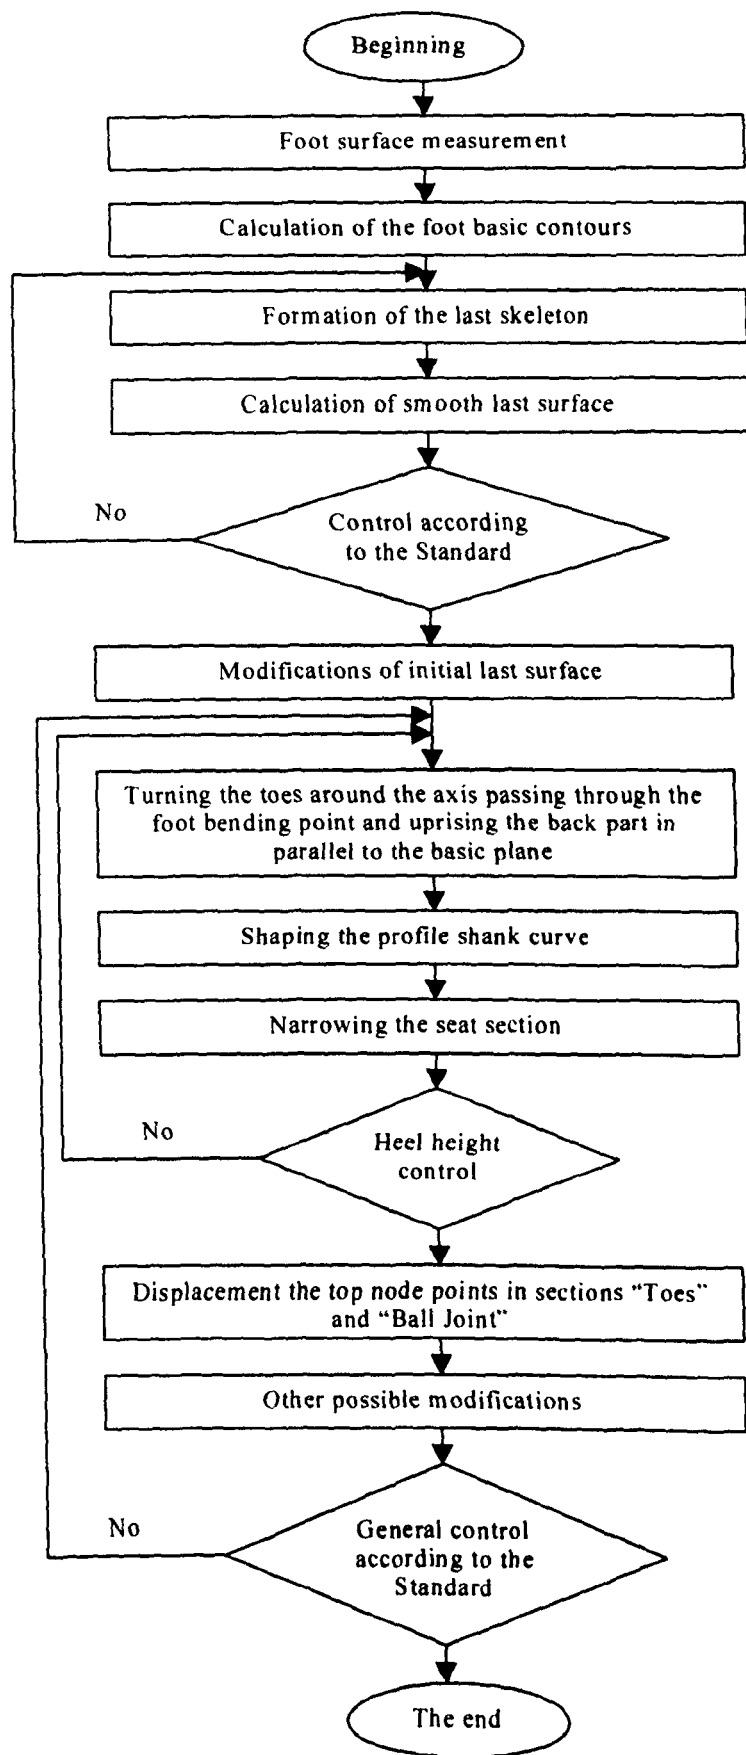 Beginning
Foot surface measurement
Calculation of the foot basic contours
Formation of the last skeleton
Calculation of smooth last surface
No
Control according
to the Standard
Modifications of initial last surface
Turning the toes around the axis passing through the
foot bending point and uprising the back part in
parallel to the basic plane
Shaping the profile shank curve
Narrowing the seat section
No
Heel height
control
Displacement the top node points in sections "Toes"
and "Ball Joint"
Other possible modifications
No
General control
according to the
Standard
The end